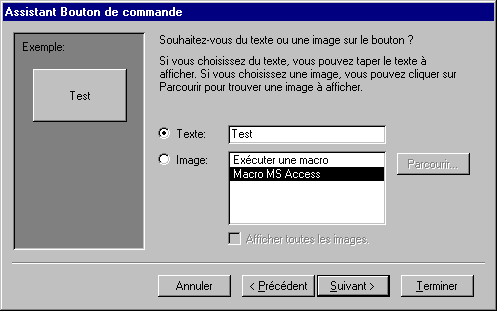 Assistant Bouton de commande
Exemple:
Test
Souhaitez-vous du texte ou une image sur le bouton ?
Si vous choisissez du texte, vous pouvez taper le texte à
afficher. Si vous choisissez une image, vous pouvez cliquer sur
Parcourir pour trouver une image à afficher.
Texte: Test
Image: Exécuter une macro
Macro MS Access
Parcourir...
Afficher toutes les images.
Annuler < Précédent Suivant > Terminer